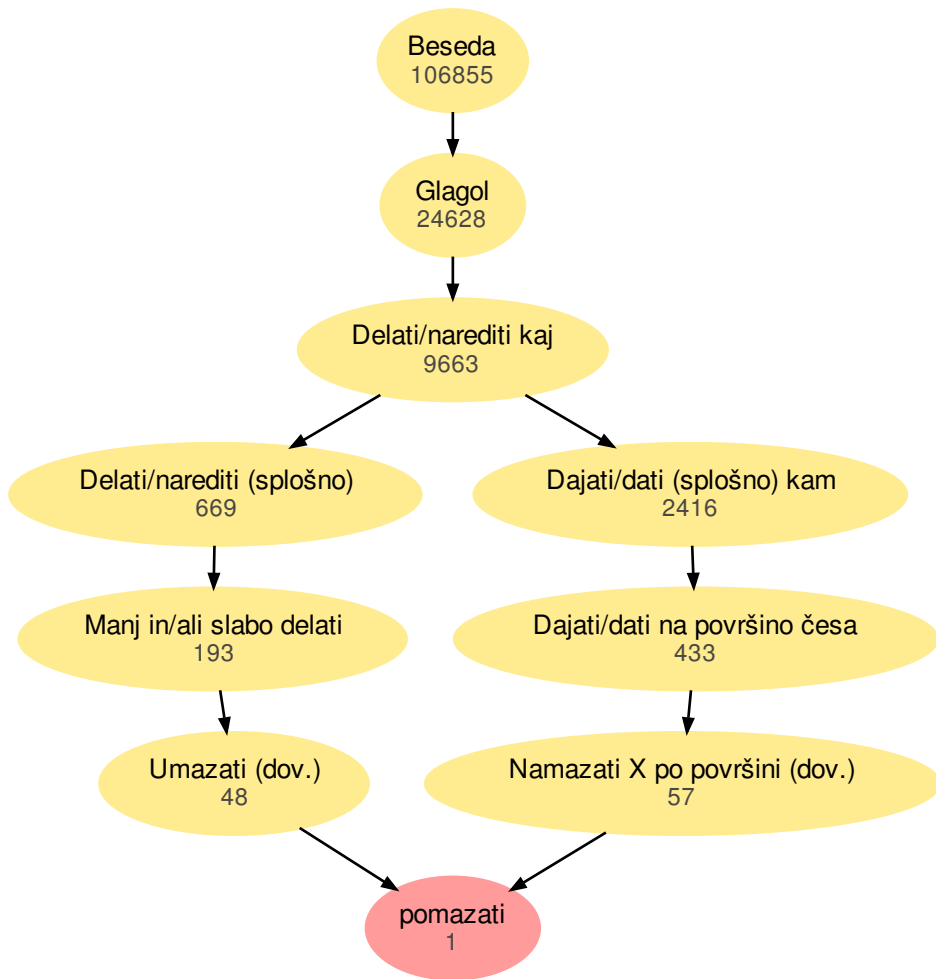 Beseda
106855
Glagol
24628
Delati/narediti kaj
9663
Delati/narediti (splošno)
669
Dajati/dati (splošno) kam
2416
Manj in/ali slabo delati
193
Dajati/dati na površino česa
433
Umazati (dov.)
48
Namazati X po površini (dov.)
57
pomazati
1